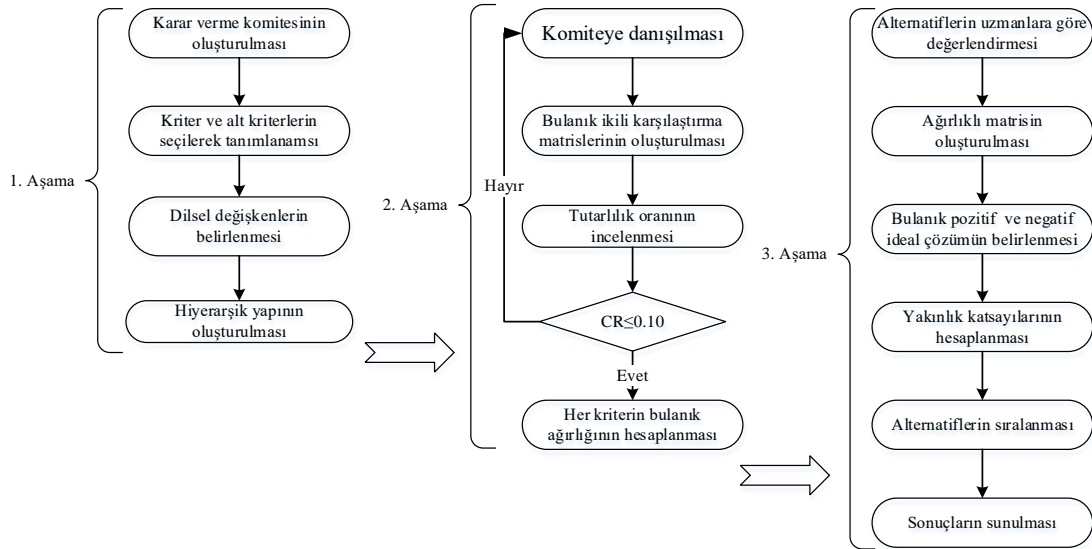 1. Aşama
Karar verme komitesinin
oluşturulması
Kriter ve alt kriterlerin
seçilerek tanımlanamsı
Dilsel değişkenlerin
belirlenmesi
Hiyerarşik yapının
oluşturulması
2. Aşama
Komiteye danışılması
Bulanık ikili karşılaştırma
matrislerinin oluşturulması
Hayır
Tutarlılık oranının
incelenmesi
CR≤0.10
Evet
Her kriterin bulanık
ağırlığının hesaplanması
3. Aşama
Alternatiflerin uzmanlara göre
değerlendirmesi
Ağırlıklı matrisin
oluşturulması
Bulanık pozitif ve negatif
ideal çözümün belirlenmesi
Yakınlık katsayılarının
hesaplanması
Alternatiflerin sıralanması
Sonuçların sunulması